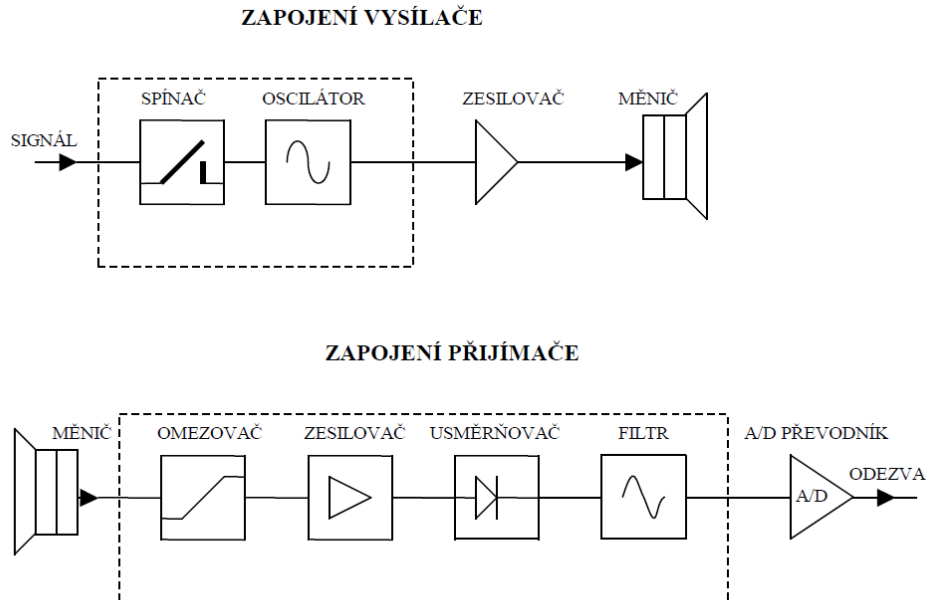 ZAPOJENÍ VYSÍLAČE
SPÍNAČ OSCILÁTOR ZESILOVAČ MĚNIČ
SIGNÁL
ZAPOJENÍ PŘIJÍMAČE
MĚNIČ OMEZOVAČ ZESILOVAČ USMĚRŇOVAČ FILTR A/D PŘEVODNÍK
ODEZVA
A/D